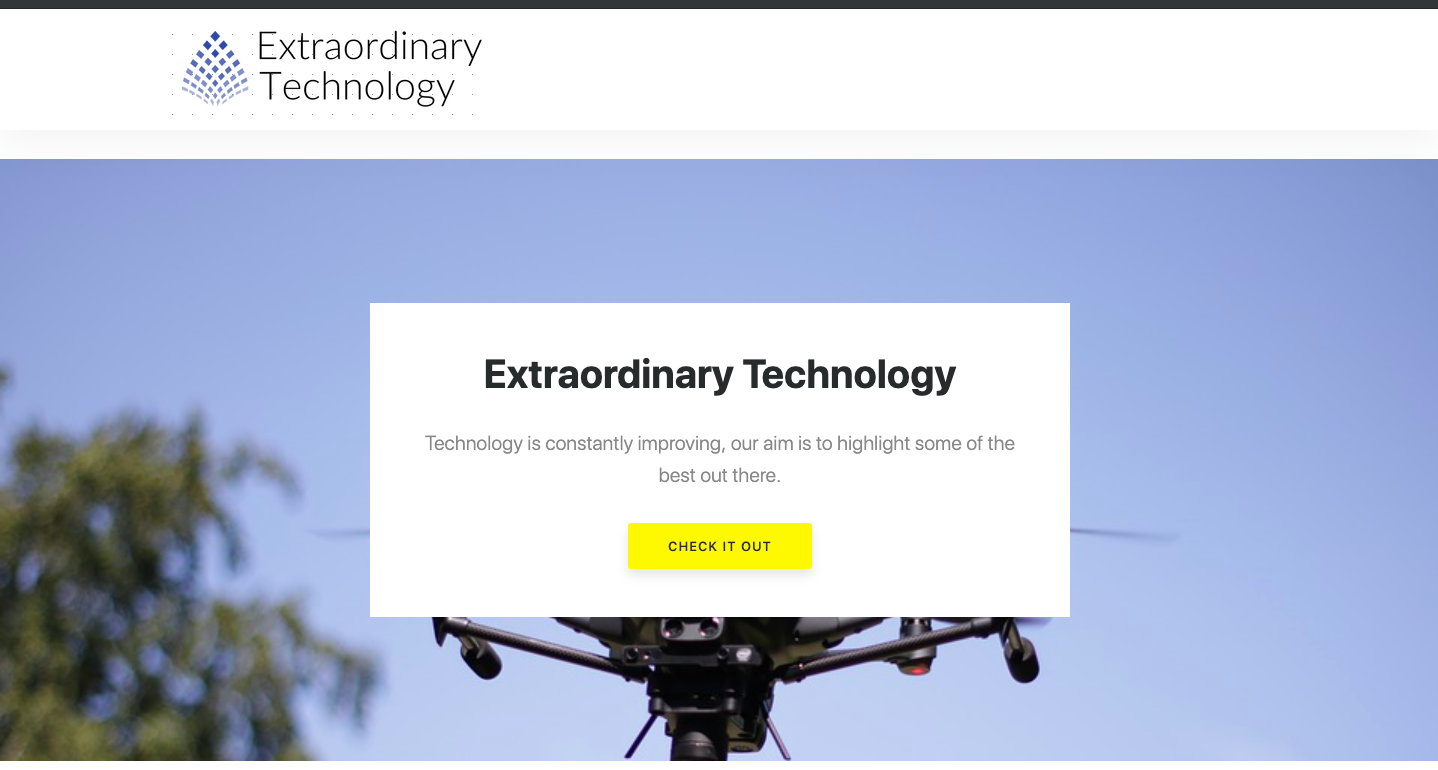 Extraordinary
Technology
Extraordinary Technology
Technology is constantly improving, our aim is to highlight some of the
best out there.
CHECK IT OUT